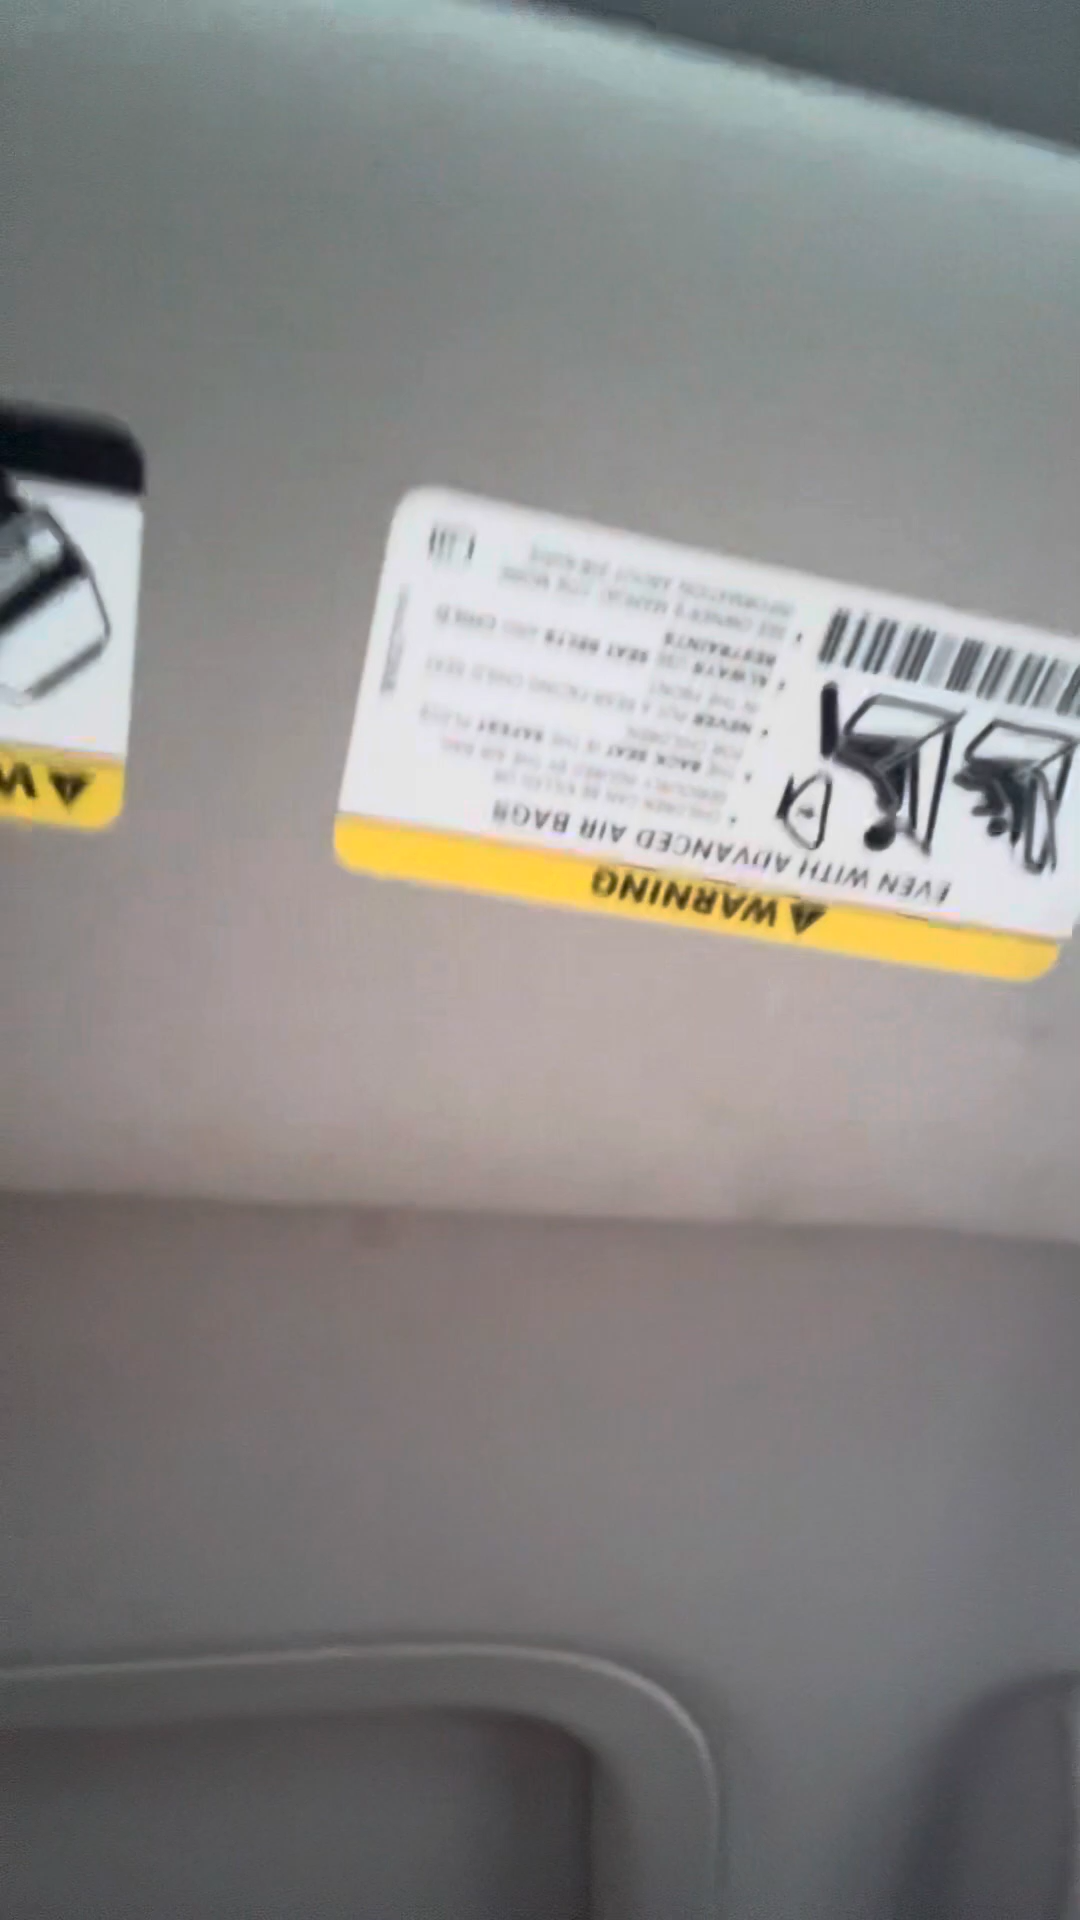 ⚠ WARNING
EVEN WITH ADVANCED AIR BAGS
• CHILDREN CAN BE KILLED OR
SERIOUSLY INJURED BY THE AIR BAG
• THE BACK SEAT IS THE SAFEST PLACE
FOR CHILDREN
• NEVER PUT A REAR-FACING CHILD SEAT
IN THE FRONT
• ALWAYS USE SEAT BELTS AND CHILD
RESTRAINTS
• SEE OWNER'S MANUAL FOR MORE
INFORMATION ABOUT AIR BAGS
⚠ W